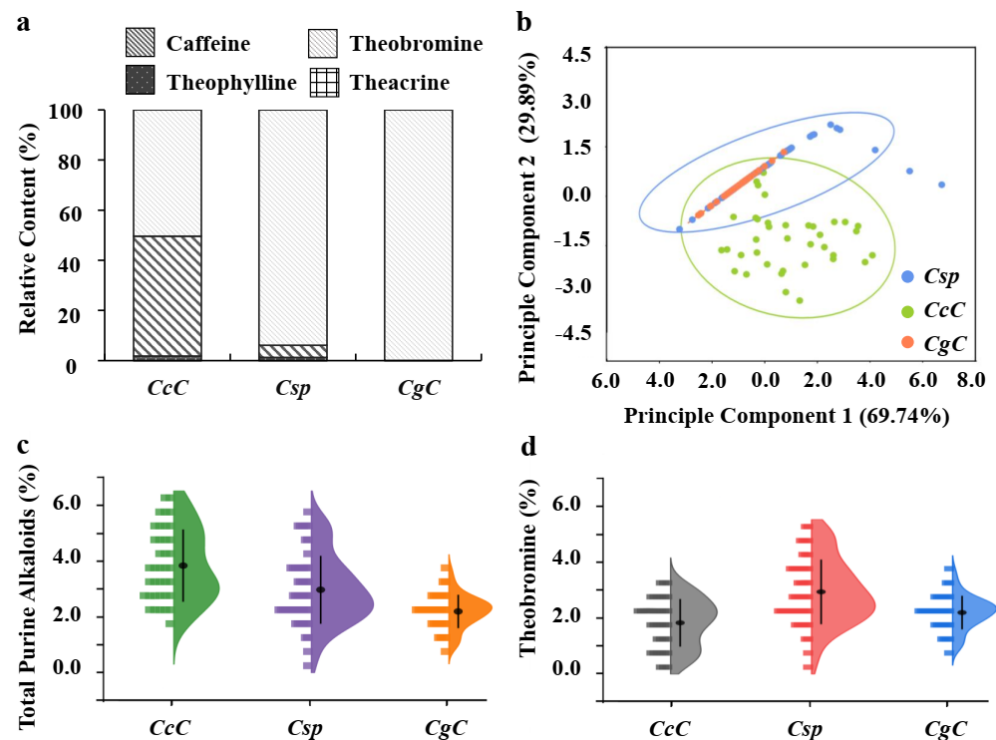 a
Caffeine
Theobromine
Theophylline
Theacrine
Relative Content (%)
100
80
60
40
20
0
CcC
Csp
CgC
b
Principle Component 2 (29.89%)
4.5
3.0
1.5
0.0
-1.5
-3.0
-4.5
Csp
CcC
CgC
6.0 4.0 2.0 0.0 2.0 4.0 6.0 8.0
Principle Component 1 (69.74%)
c
Total Purine Alkaloids (%)
6.0
4.0
2.0
0.0
CcC
Csp
CgC
d
Theobromine (%)
6.0
4.0
2.0
0.0
CcC
Csp
CgC